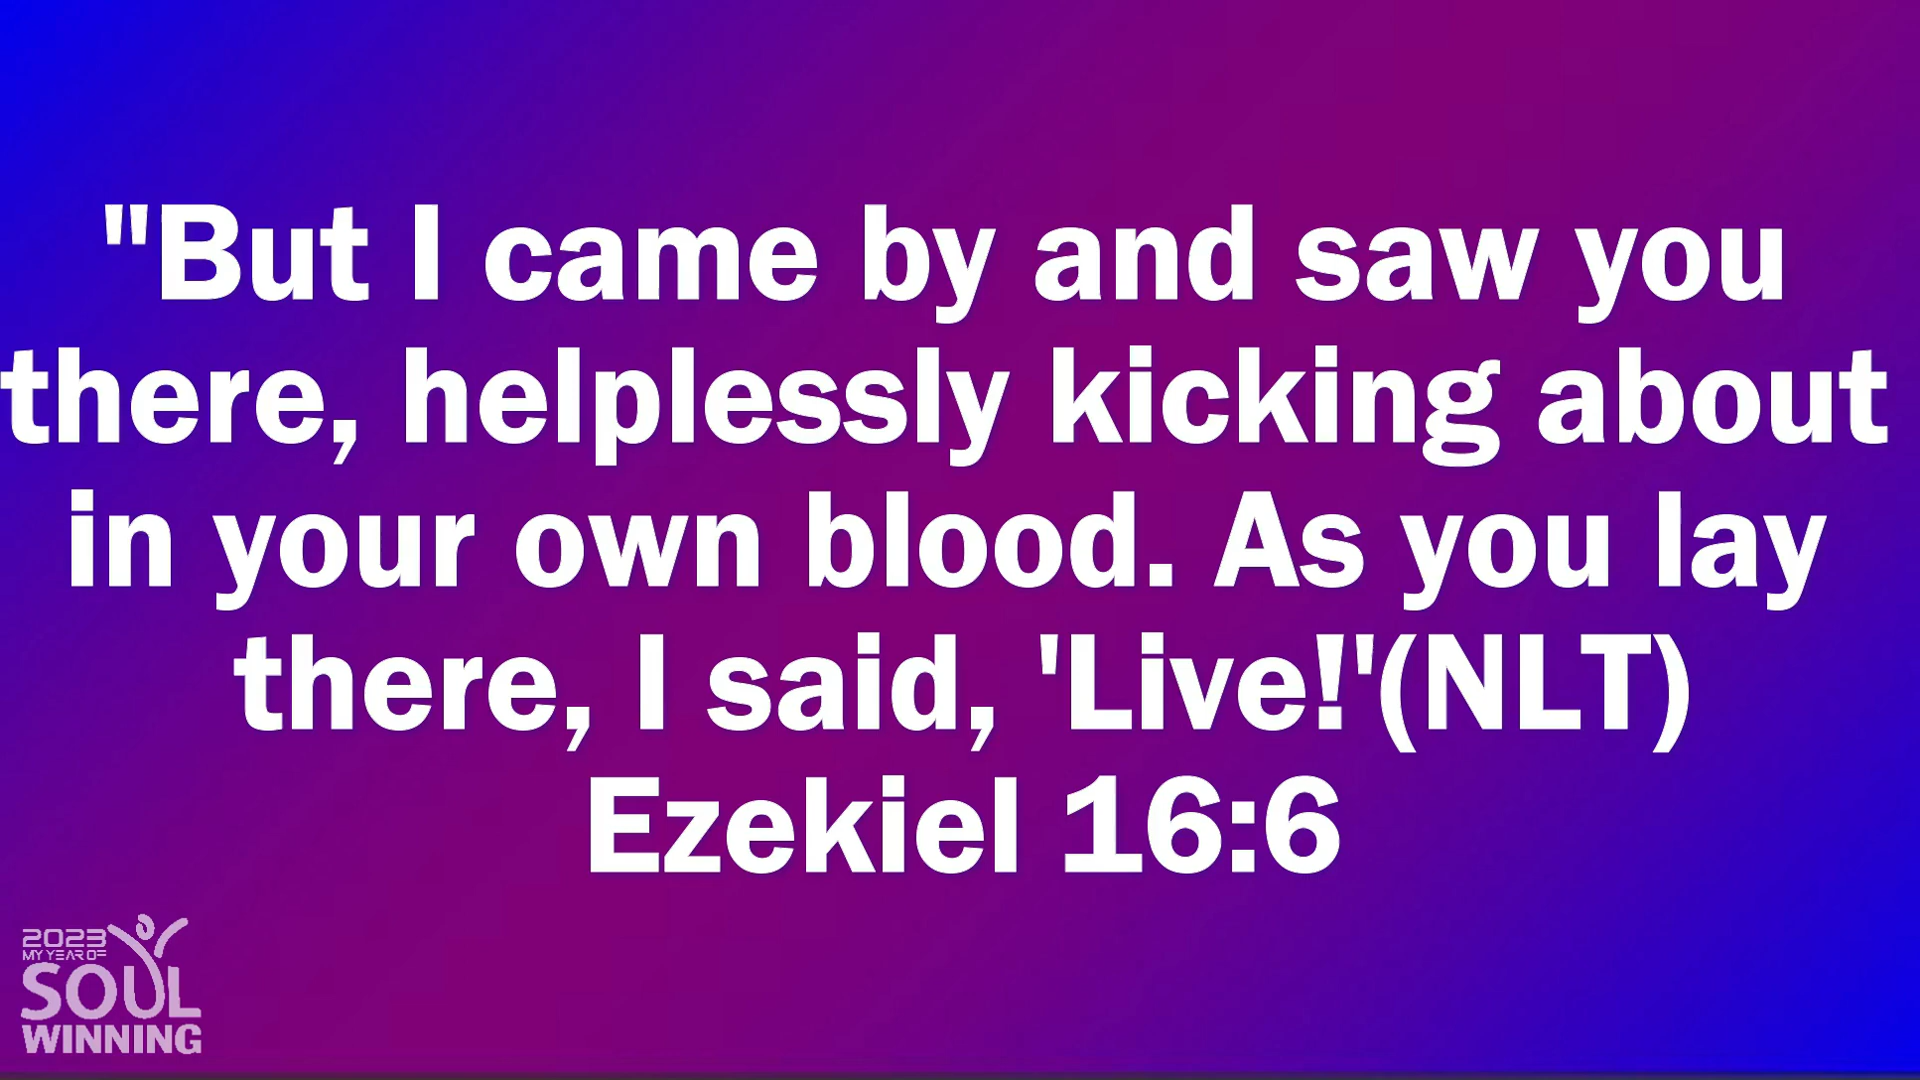 "But I came by and saw you
there, helplessly kicking about
in your own blood. As you lay
there, I said, 'Live!'(NLT)
Ezekiel 16:6
2023
MY YEAR OF
SOUL
WINNING